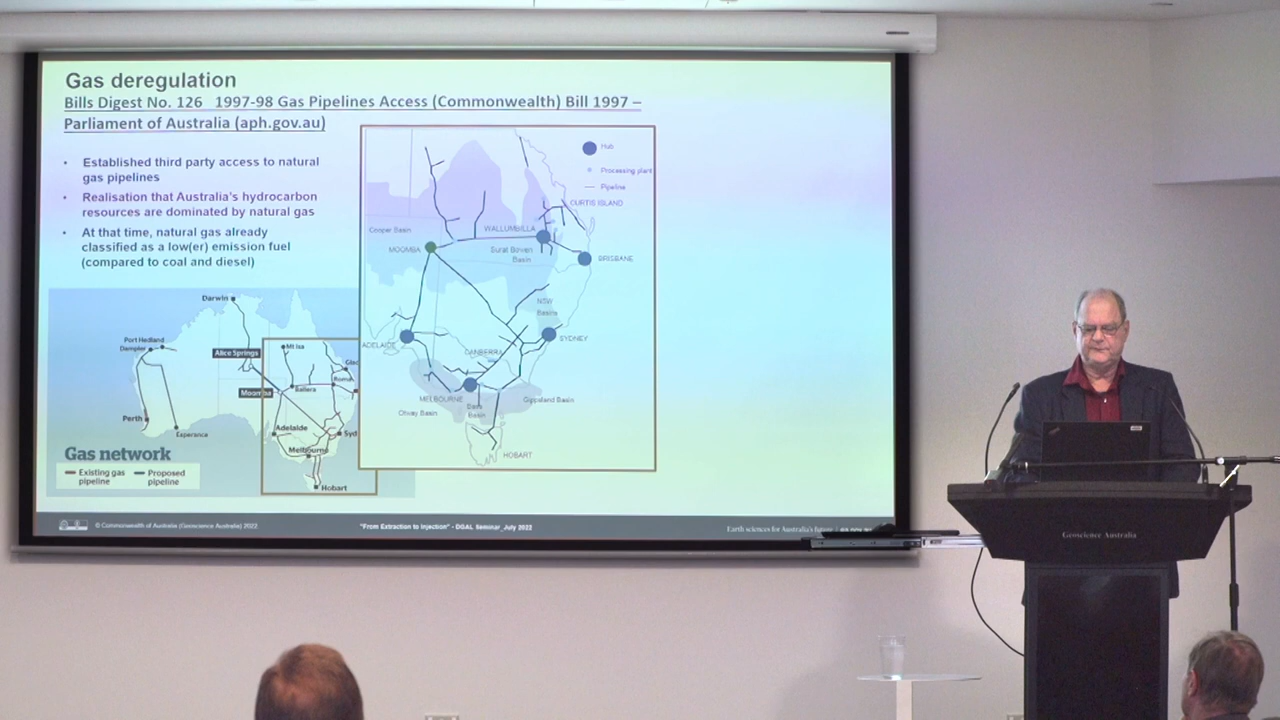 Gas deregulation
Bills Digest No. 126 1997-98 Gas Pipelines Access (Commonwealth) Bill 1997 –
Parliament of Australia (aph.gov.au)
• Established third party access to natural
gas pipelines
• Realisation that Australia's hydrocarbon
resources are dominated by natural gas
• At that time, natural gas already
classified as a low(er) emission fuel
(compared to coal and diesel)
Hub
Processing plant
Pipeline
CURTIS ISLAND
Cooper Basin
WALLUMBILLA
MOOMBA
Surat Bowen
Basin
BRISBANE
NSW
Basins
ADELAIDE
SYDNEY
CANBERRA
MELBOURNE
Otway Basin
Bass
Basin
Gippsland Basin
HOBART
Darwin
Port Hedland
Dampier
Alice Springs
Mt Isa
Glad
Roma
Ballera
Moomba
Perth
Esperance
Adelaide
Syd
Melbourne
Hobart
Gas network
Existing gas
pipeline
Proposed
pipeline
© Commonwealth of Australia (Geoscience Australia) 2022
"From Extraction to Injection" - DGAL Seminar_July 2022
Earth sciences for Australia's future
Geoscience Australia